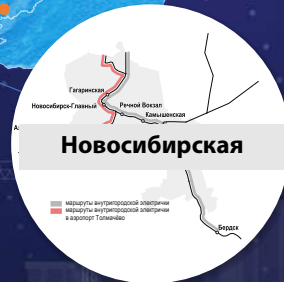 Гагаринская
Новосибирск-Главный
Речной Вокзал
Камышенская
Новосибирская
маршруты внутригородской электрички
маршруты внутригородской электрички
в аэропорт Толмачёво
Бердск